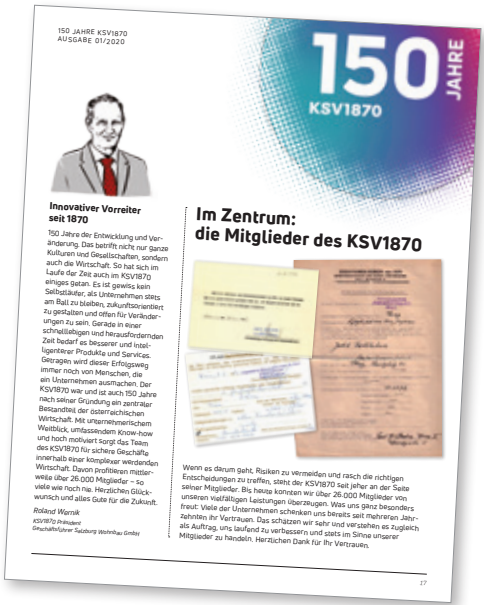 150 JAHRE KSV1870
AUSGABE 01/2020
150
JAHRE
KSV1870
Innovativer Vorreiter
seit 1870
150 Jahre der Entwicklung und Ver-
änderung. Das betrifft nicht nur ganze
Kulturen und Gesellschaften, sondern
auch die Wirtschaft. So hat sich im
Laufe der Zeit auch im KSV1870
einiges getan. Es ist gewiss kein
Selbstläufer, als Unternehmen stets
am Ball zu bleiben, zukunftsorientiert
zu gestalten und offen für Veränder-
ungen zu sein. Gerade in einer
schnelllebigen und herausfordernden
Zeit bedarf es besserer und intel-
ligenterer Produkte und Services.
Getragen wird dieser Erfolgsweg
immer noch von Menschen, die
ein Unternehmen ausmachen. Der
KSV1870 war und ist auch 150 Jahre
nach seiner Gründung ein zentraler
Bestandteil der österreichischen
Wirtschaft. Mit unternehmerischem
Weitblick, umfassendem Know-how
und hoch motiviert sorgt das Team
des KSV1870 für sichere Geschäfte
innerhalb einer komplexer werdenden
Wirtschaft. Davon Profitieren mittler-
weile über 26.000 Mitglieder – so
viele wie noch nie. Herzlichen Glück-
wunsch und alles Gute für die Zukunft.
Roland Wernik
KSV1870 Präsident
Geschäftsführer Salzburg Wohnbau GmbH
Im Zentrum:
die Mitglieder des KSV1870
Wenn es darum geht, Risiken zu vermeiden und rasch die richtigen
Entscheidungen zu treffen, steht der KSV1870 seit jeher an der Seite
seiner Mitglieder. Bis heute konnten wir über 26.000 Mitglieder von
unseren vielfältigen Leistungen überzeugen. Was uns ganz besonders
freut: Viele der Unternehmen schenken uns bereits seit mehreren Jahr-
zehnten ihr Vertrauen. Das schätzen wir sehr und verstehen es zugleich
als Auftrag, uns laufend zu verbessern und stets im Sinne unserer
Mitglieder zu handeln. Herzlichen Dank für Ihr Vertrauen.
17